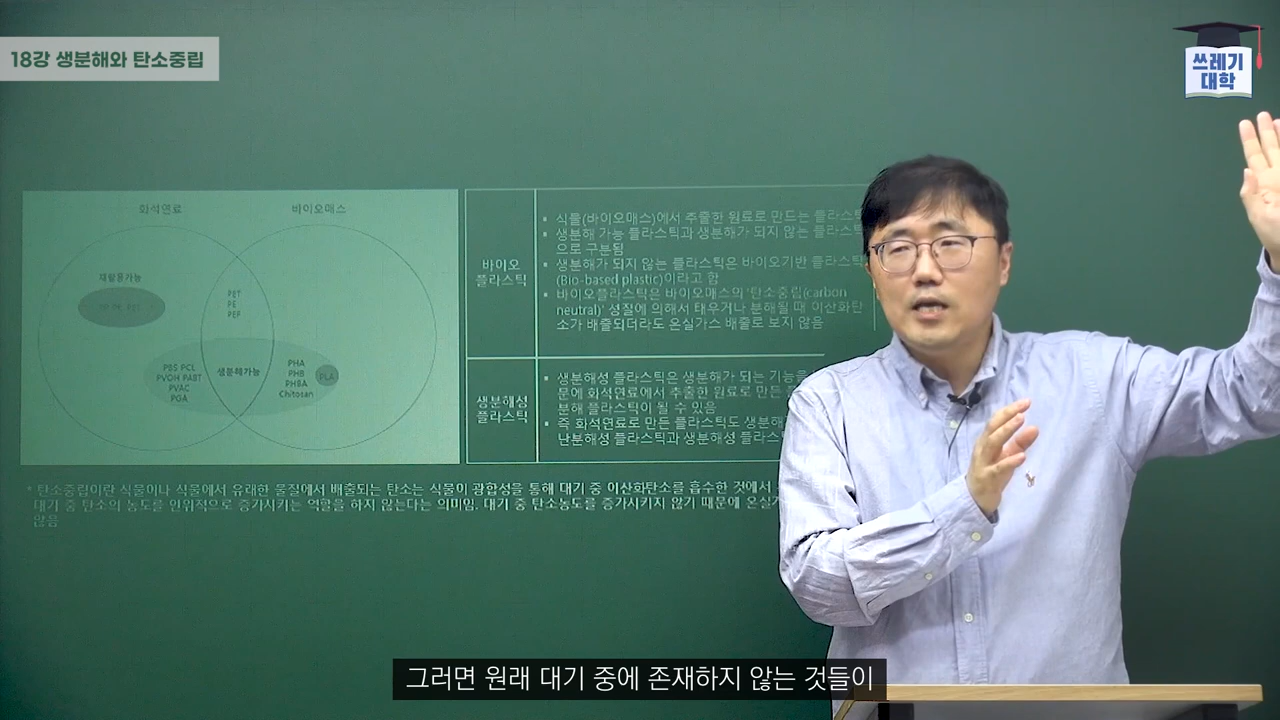 18강 생분해와 탄소중립
쓰레기
대학
화석연료
바이오매스
재활용가능
PET
PE
PEP
PBS PCL
PVOH PABT
PVAC
PGA
생분해가능
PHA
PHB
PHBA
Chitosan
PLA
바이오
플라스틱
▪ 식물(바이오매스)에서 추출한 원료로 만드는 플라스틱
▪ 생분해 가능 플라스틱과 생분해가 되지 않는 플라스틱
으로 구분됨
▪ 생분해가 되지 않는 플라스틱은 바이오기반 플라스틱
(Bio-based plastic)이라고 함
▪ 바이오플라스틱은 바이오매스의 '탄소중립(carbon
neutral)' 성질에 의해서 태우거나 분해될 때 이산화탄
소가 배출되더라도 온실가스 배출로 보지 않음
생분해성
플라스틱
▪ 생분해성 플라스틱은 생분해가 되는 기능을
문에 화석연료에서 추출한 원료로 만든
분해 플라스틱이 될 수 있음
▪ 즉 화석연료로 만든 플라스틱도 생분해
난분해성 플라스틱과 생분해성 플라스
* 탄소중립이란 식물이나 식물에서 유래한 물질에서 배출되는 탄소는 식물이 광합성을 통해 대기 중 이산화탄소를 흡수한 것에서
대기 중 탄소의 농도를 인위적으로 증가시키는 역할을 하지 않는다는 의미임. 대기 중 탄소농도를 증가시키지 않기 때문에 온실가
않음
그러면 원래 대기 중에 존재하지 않는 것들이